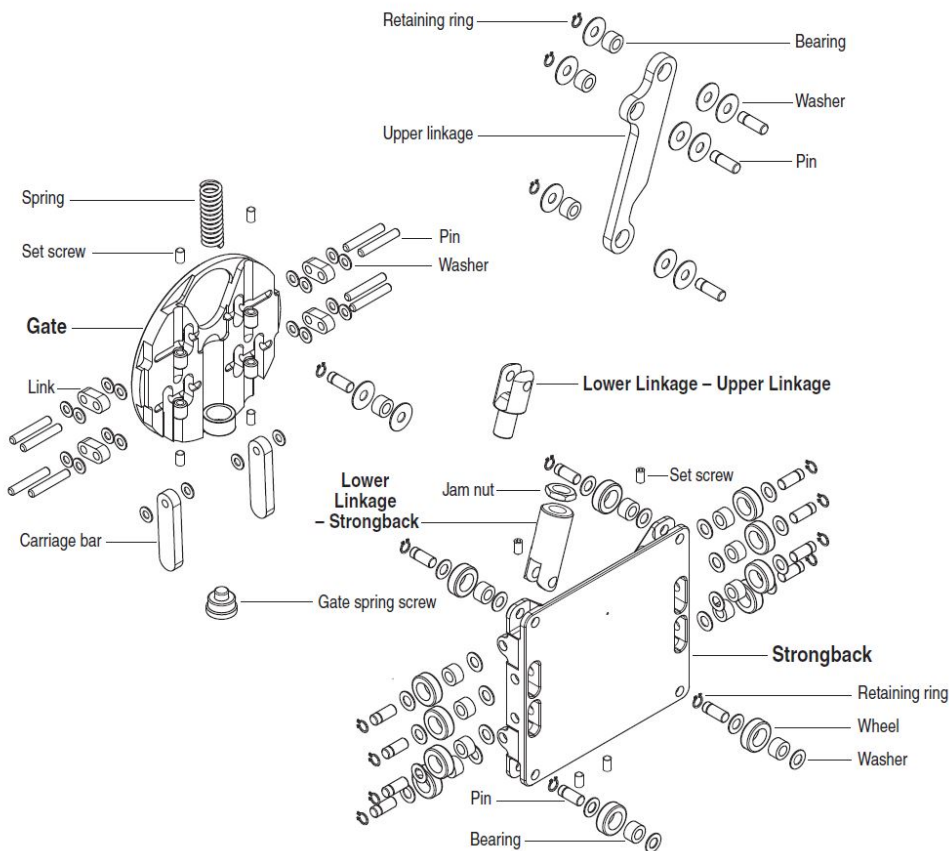 Retaining ring
Bearing
Washer
Upper linkage
Pin
Spring
Pin
Set screw
Washer
Gate
Link
Lower Linkage – Upper Linkage
Lower
Linkage
– Strongback
Jam nut
Set screw
Carriage bar
Gate spring screw
Strongback
Retaining ring
Wheel
Washer
Pin
Bearing